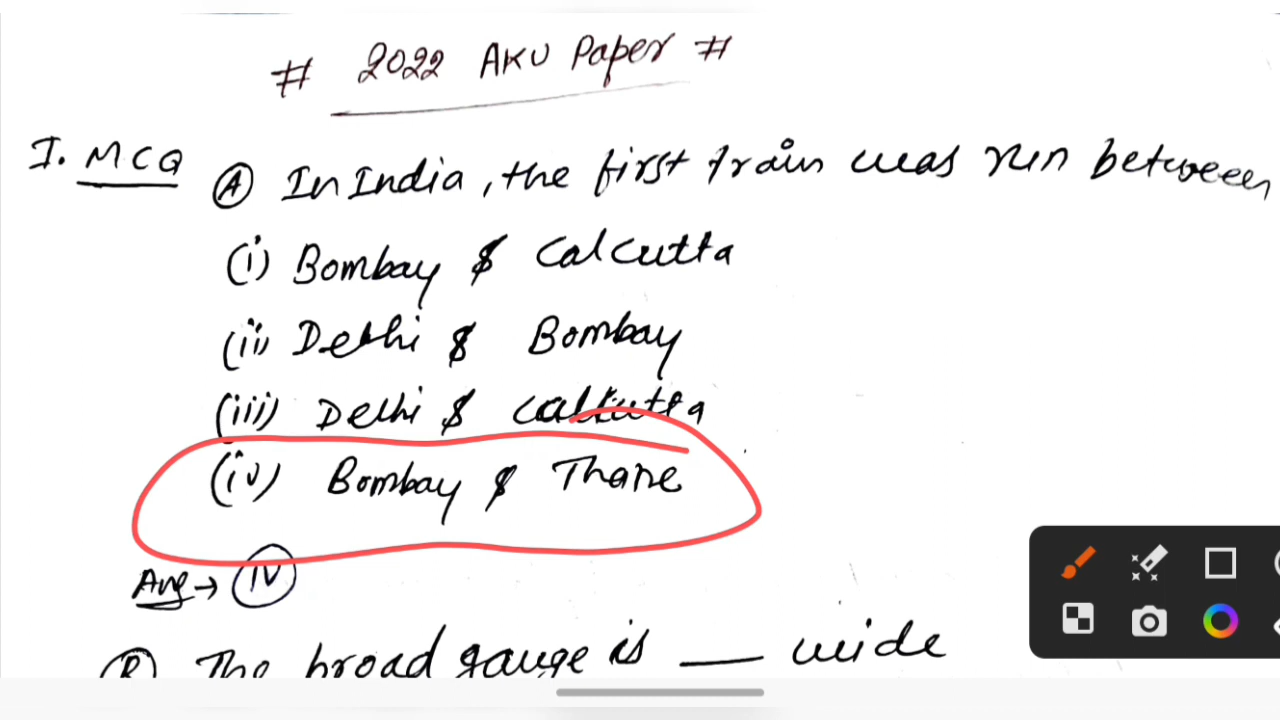 # 2022 AKU Paper #
I. MCQ (A) In India, the first train was run between
(i) Bombay & Calcutta
(ii) Delhi & Bombay
(iii) Delhi & Calcutta
(iv) Bombay & Thane
Ans → (iv)
(B) The broad gauge is __ wide